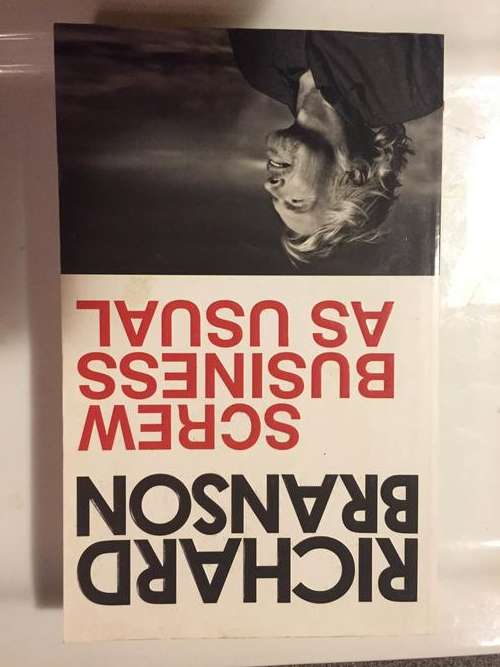 RICHARD
BRANSON
SCREW
BUSINESS
AS USUAL